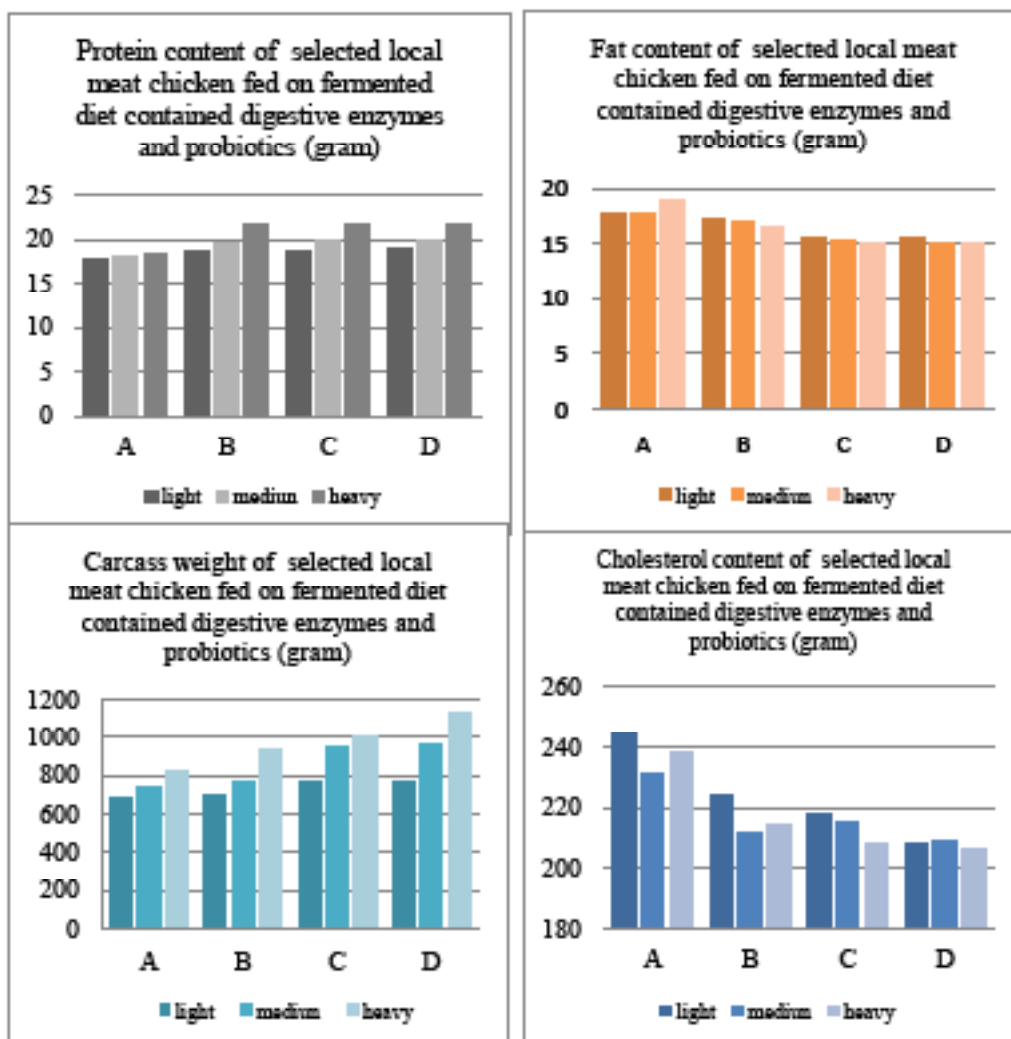 Protein content of selected local
meat chicken fed on fermented
diet contained digestive enzymes
and probiotics (gram)
25
20
15
10
5
0
A B C D
light mediun heavy
Fat content of selected local meat
chicken fed on fermented diet
contained digestive enzymes and
probiotics (gram)
20
15
10
5
0
A B C D
light mediun heavy
Carcass weight of selected local
meat chicken fed on fermented diet
contained digestive enzymes and
probiotics (gram)
1200
1000
800
600
400
200
0
A B C D
light mediun heavy
Cholesterol content of selected local
meat chicken fed on fermented diet
contained digestive enzymes and
probiotics (gram)
260
240
220
200
180
A B C D
light mediun heavy